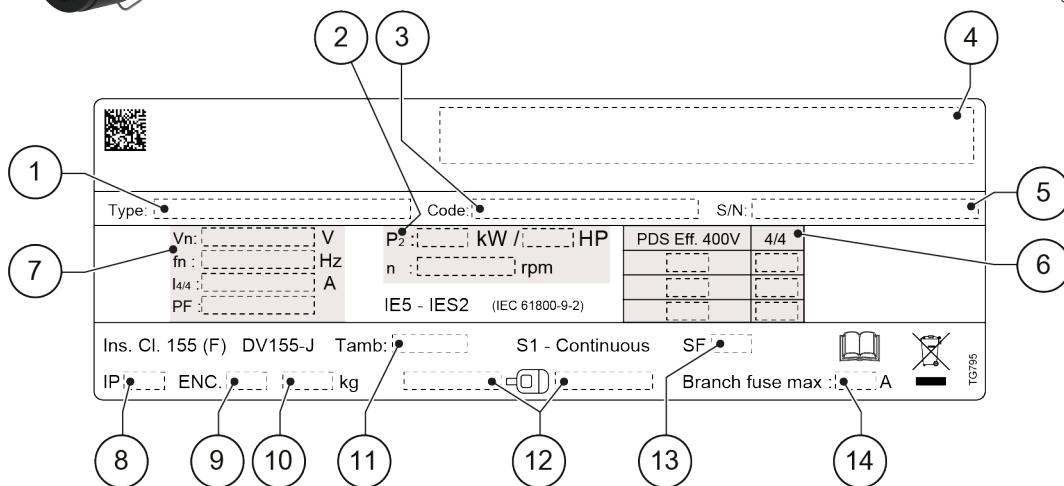 2
3
4
1
5
Type:
Code:
S/N:
7
Vn: V
fn : Hz
I4/4 : A
PF :
P2 : kW / HP
n : rpm
IE5 - IES2 (IEC 61800-9-2)
PDS Eff. 400V 4/4
6
Ins. Cl. 155 (F) DV155-J Tamb: S1 - Continuous SF
IP ENC. kg Branch fuse max : A
TG795
8
9
10
11
12
13
14